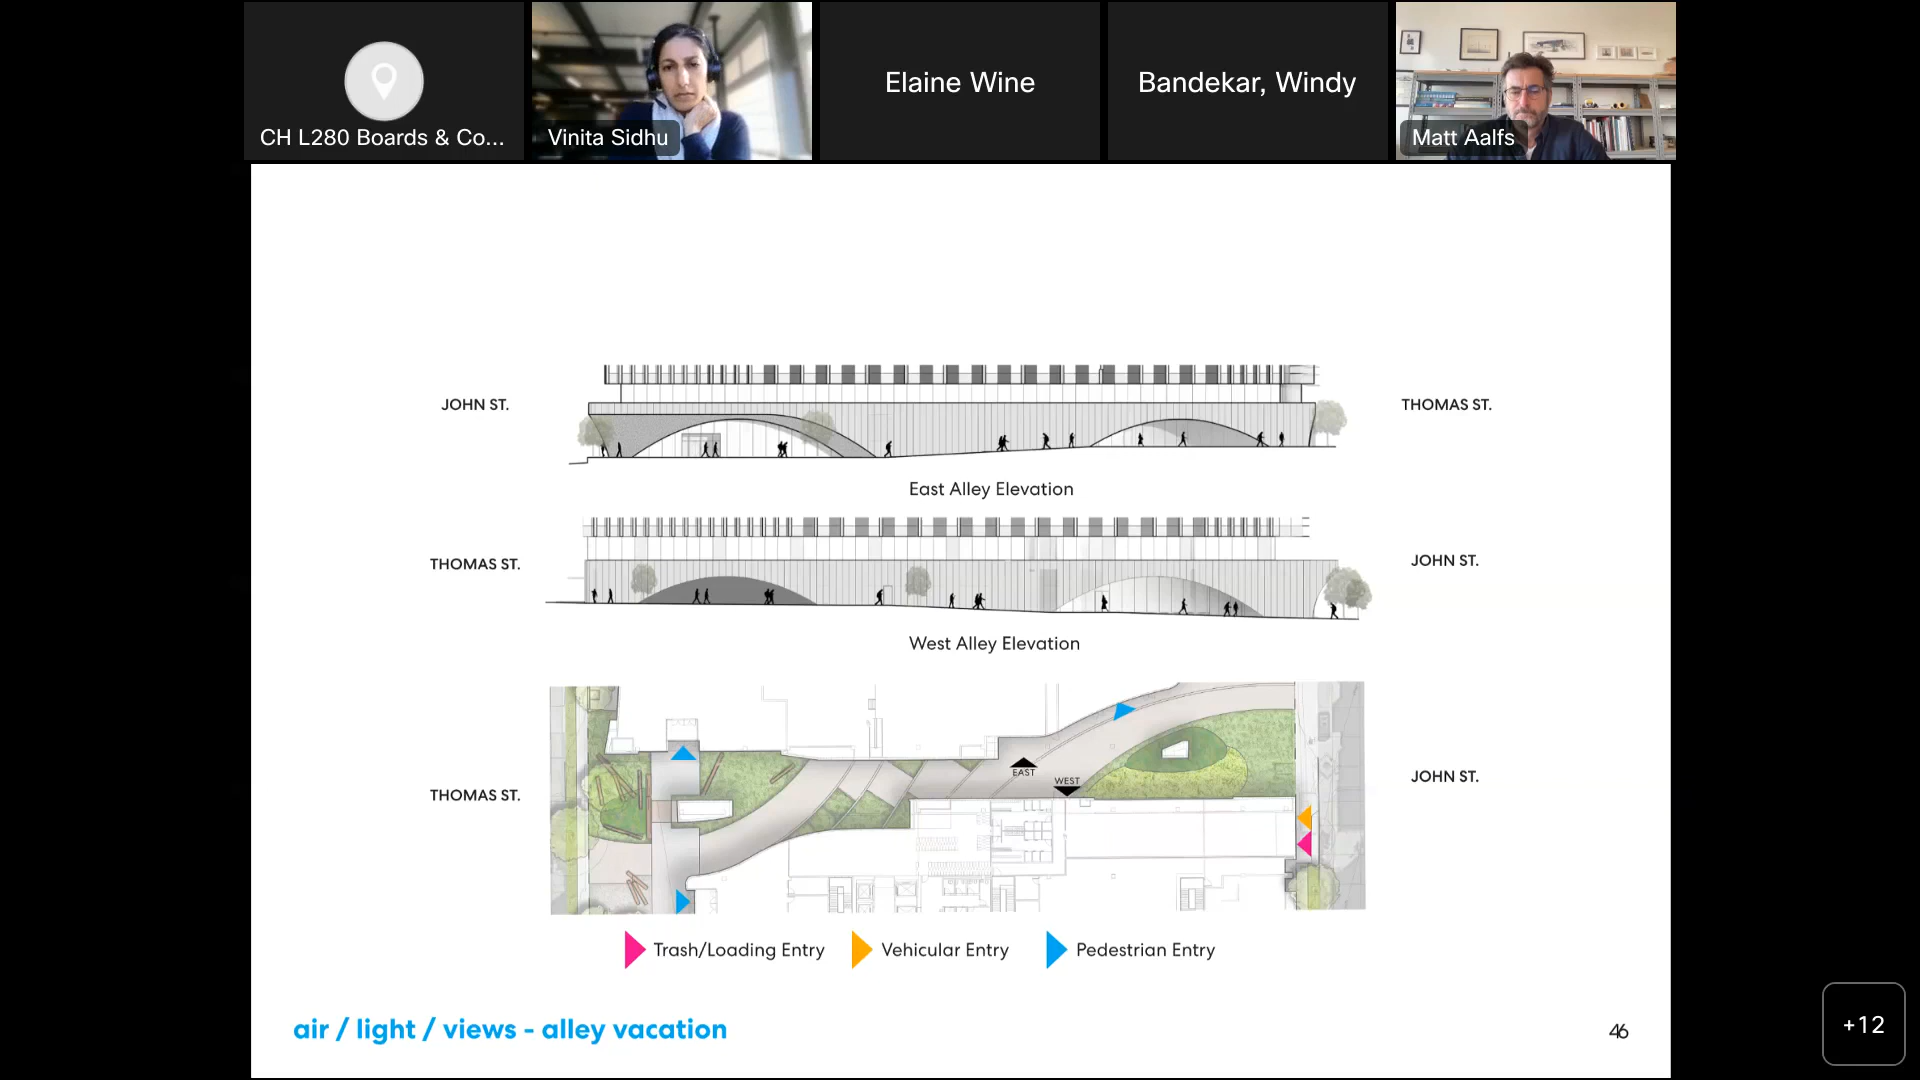 CH L280 Boards & Co...
Vinita Sidhu
Elaine Wine
Bandekar, Windy
Matt Aalfs
JOHN ST.
THOMAS ST.
East Alley Elevation
THOMAS ST.
JOHN ST.
West Alley Elevation
EAST
WEST
THOMAS ST.
JOHN ST.
Trash/Loading Entry
Vehicular Entry
Pedestrian Entry
air / light / views - alley vacation
46
+12